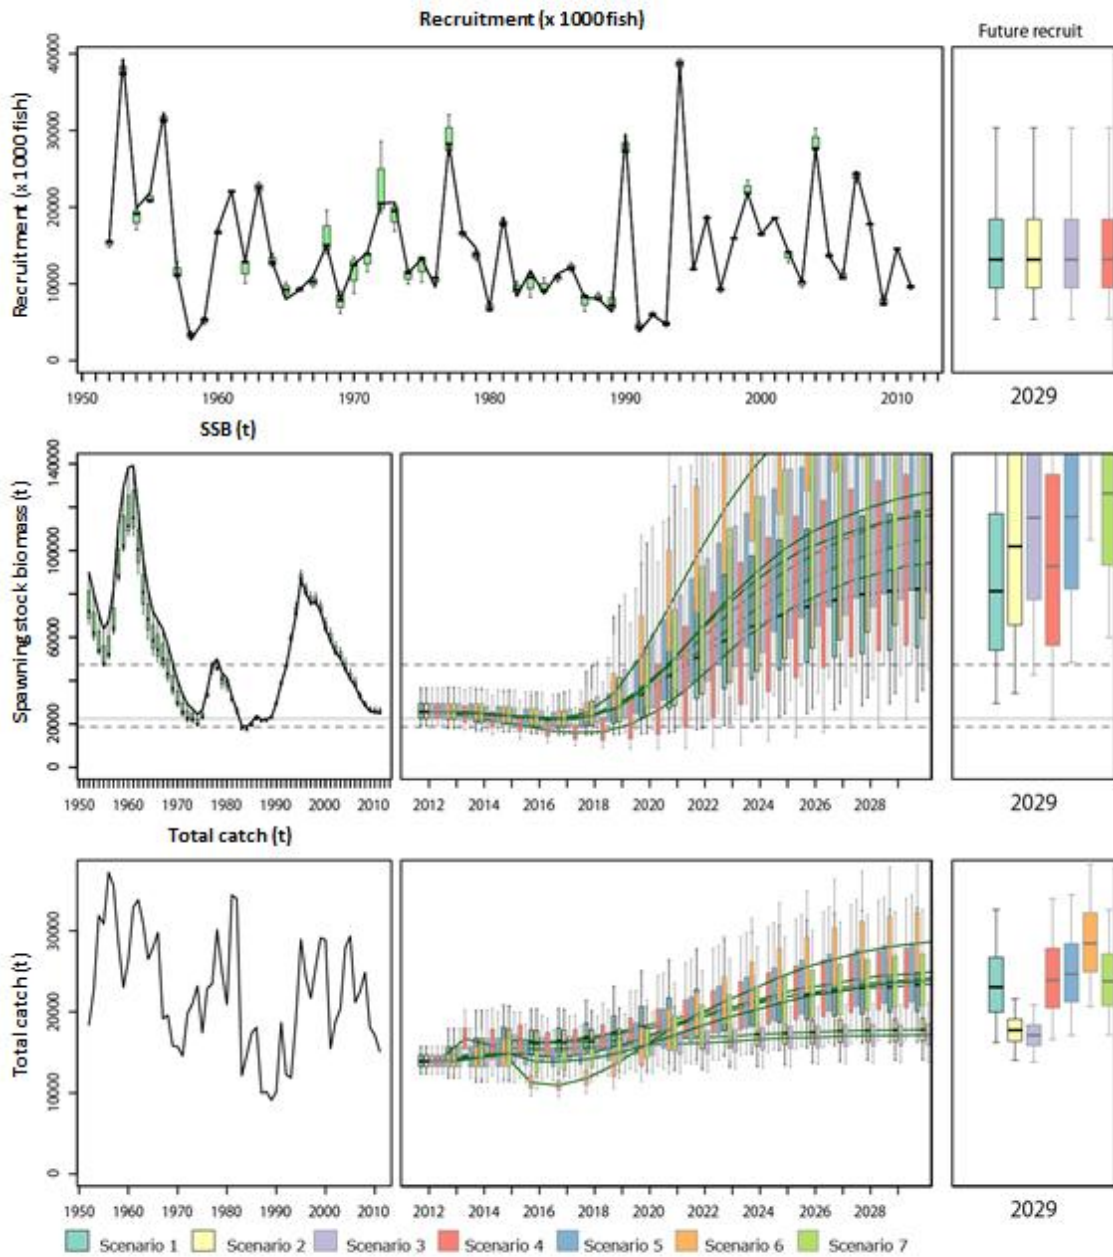 Recruitment (x 1000 fish)
Future recruit
Recruitment (x 1000 fish)
40000
30000
20000
10000
0
1950 1960 1970 1980 1990 2000 2010
2029
SSB (t)
Spawning stock biomass (t)
140000
100000
60000
20000
0
1950 1960 1970 1980 1990 2000 2010
2012 2014 2016 2018 2020 2022 2024 2026 2028
2029
Total catch (t)
Total catch (t)
30000
20000
10000
0
1950 1960 1970 1980 1990 2000 2010
2012 2014 2016 2018 2020 2022 2024 2026 2028
2029
Scenario 1 Scenario 2 Scenario 3 Scenario 4 Scenario 5 Scenario 6 Scenario 7